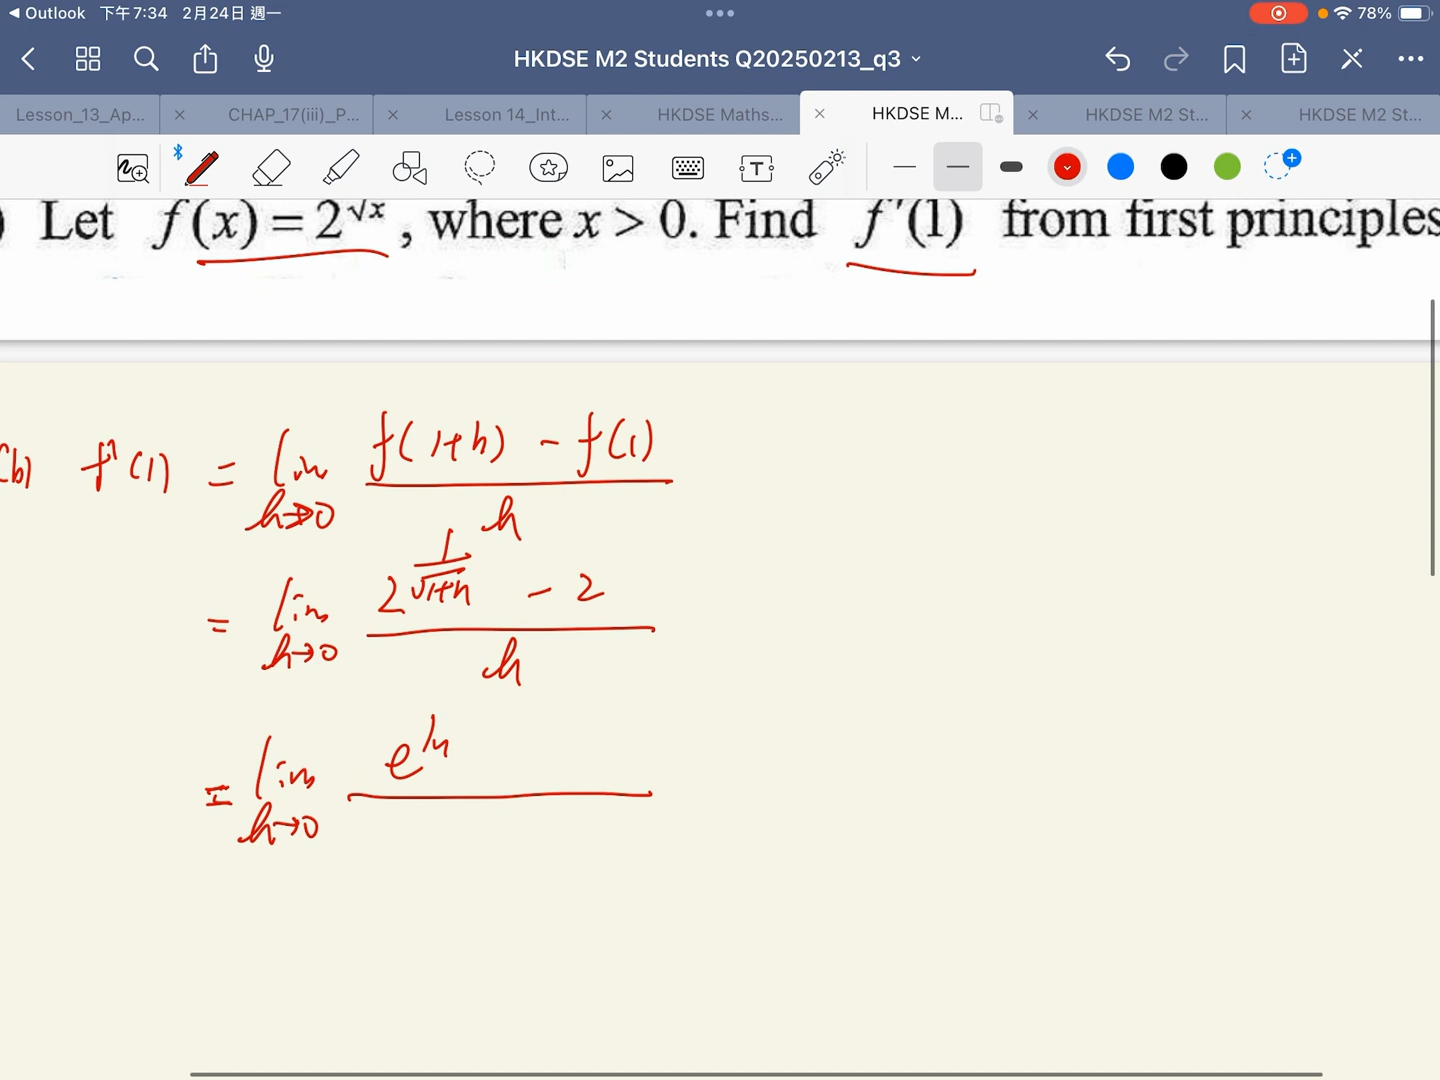 ◀ Outlook 下午7:34 2月24日 週一 78%
HKDSE M2 Students Q20250213_q3
Lesson_13_Ap... × CHAP_17(iii)_P... × Lesson 14_Int... × HKDSE Maths... × HKDSE M... × HKDSE M2 St... × HKDSE M2 St...
) Let f(x) = 2^√x, where x > 0. Find f′(1) from first principles
(b) f'(1) = lim h→0 (f(1+h) - f(1))/h
= lim h→0 (2^(1/√(1+h)) - 2)/h
= lim h→0 e^ln